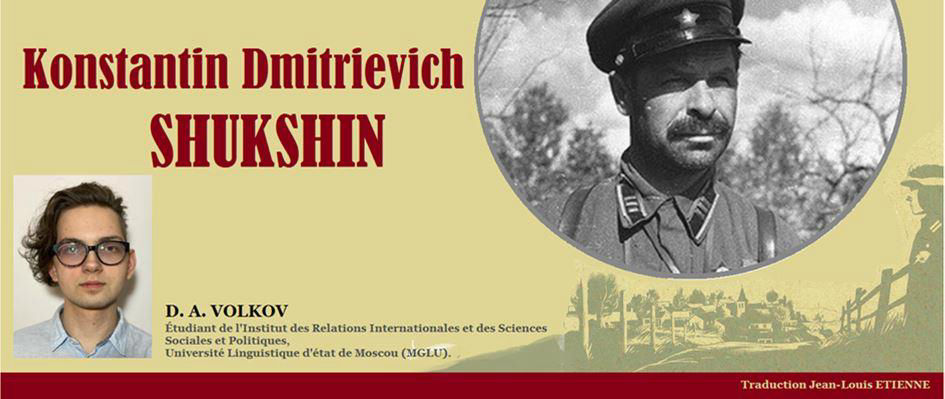 Konstantin Dmitrievich
SHUKSHIN
D. A. VOLKOV
Étudiant de l'Institut des Relations Internationales et des Sciences
Sociales et Politiques,
Université Linguistique d'état de Moscou (MGLU).
Traduction Jean-Louis ETIENNE